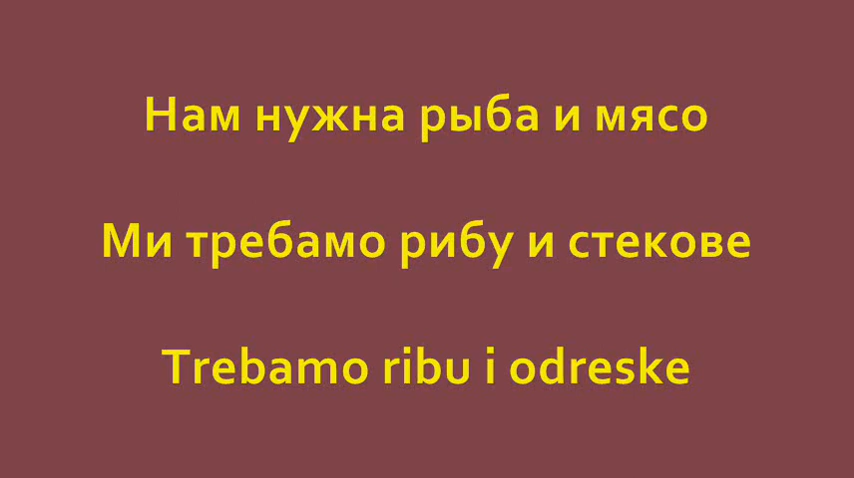 Нам нужна рыба и мясо
Ми требамо рибу и стекове
Trebamo ribu i odreske